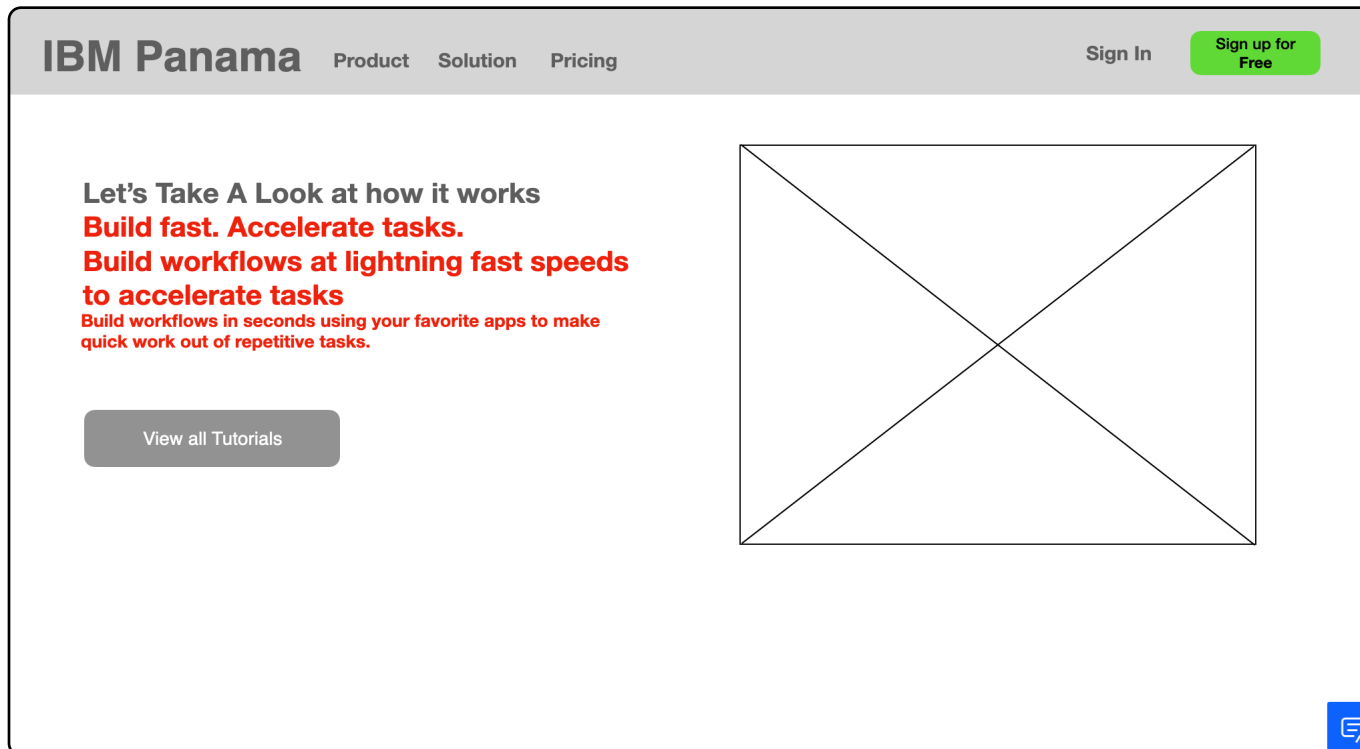 IBM Panama
Product
Solution
Pricing
Sign In
Sign up for
Free
Let’s Take A Look at how it works
Build fast. Accelerate tasks.
Build workflows at lightning fast speeds
to accelerate tasks
Build workflows in seconds using your favorite apps to make
quick work out of repetitive tasks.
View all Tutorials